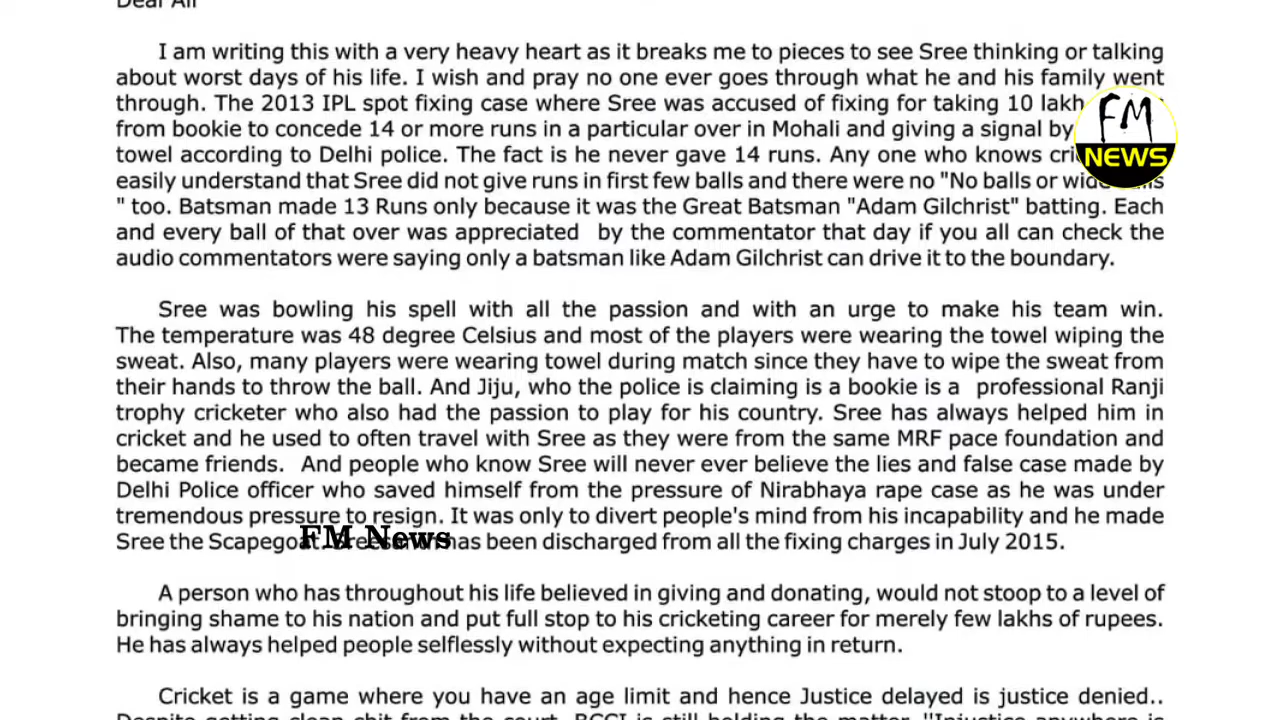 Dear All
I am writing this with a very heavy heart as it breaks me to pieces to see Sree thinking or talking
about worst days of his life. I wish and pray no one ever goes through what he and his family went
through. The 2013 IPL spot fixing case where Sree was accused of fixing for taking 10 lakh
from bookie to concede 14 or more runs in a particular over in Mohali and giving a signal by
towel according to Delhi police. The fact is he never gave 14 runs. Any one who knows
easily understand that Sree did not give runs in first few balls and there were no "No balls or
" too. Batsman made 13 Runs only because it was the Great Batsman "Adam Gilchrist" batting. Each
and every ball of that over was appreciated by the commentator that day if you all can check the
audio commentators were saying only a batsman like Adam Gilchrist can drive it to the boundary.
FM
NEWS
Sree was bowling his spell with all the passion and with an urge to make his team win.
The temperature was 48 degree Celsius and most of the players were wearing the towel wiping the
sweat. Also, many players were wearing towel during match since they have to wipe the sweat from
their hands to throw the ball. And Jiju, who the police is claiming is a bookie is a professional Ranji
trophy cricketer who also had the passion to play for his country. Sree has always helped him in
cricket and he used to often travel with Sree as they were from the same MRF pace foundation and
became friends. And people who know Sree will never ever believe the lies and false case made by
Delhi Police officer who saved himself from the pressure of Nirabhaya rape case as he was under
tremendous pressure to resign. It was only to divert people's mind from his incapability and he made
Sree the has been discharged from all the fixing charges in July 2015.
FM News
A person who has throughout his life believed in giving and donating, would not stoop to a level of
bringing shame to his nation and put full stop to his cricketing career for merely few lakhs of rupees.
He has always helped people selflessly without expecting anything in return.
Cricket is a game where you have an age limit and hence Justice delayed is justice denied..
Despite getting clean chit from the court, BCCI is still holding the matter. "Injustice anywhere is